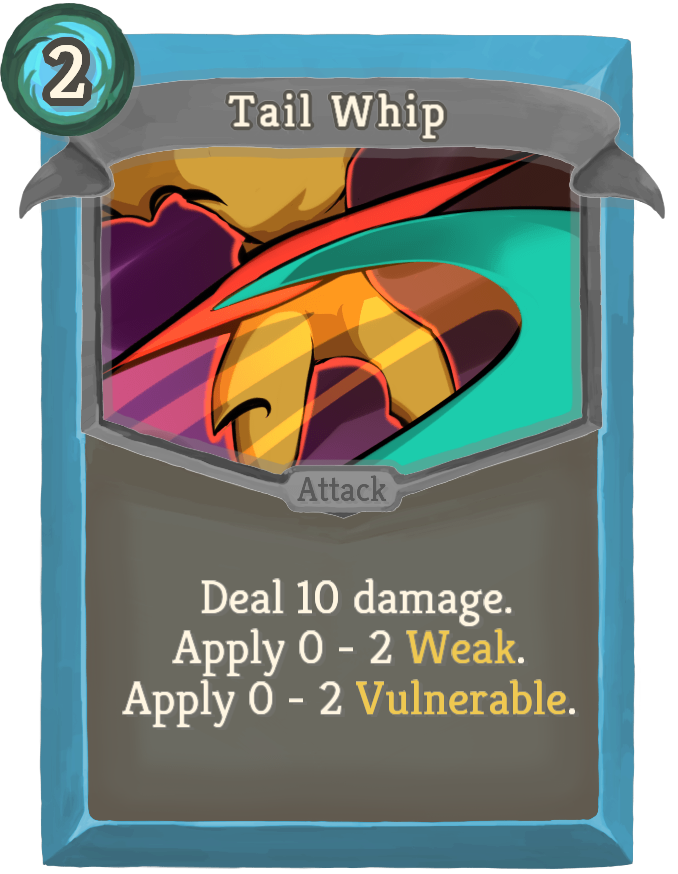 2
Tail Whip
Attack
Deal 10 damage.
Apply 0 - 2 Weak.
Apply 0 - 2 Vulnerable.